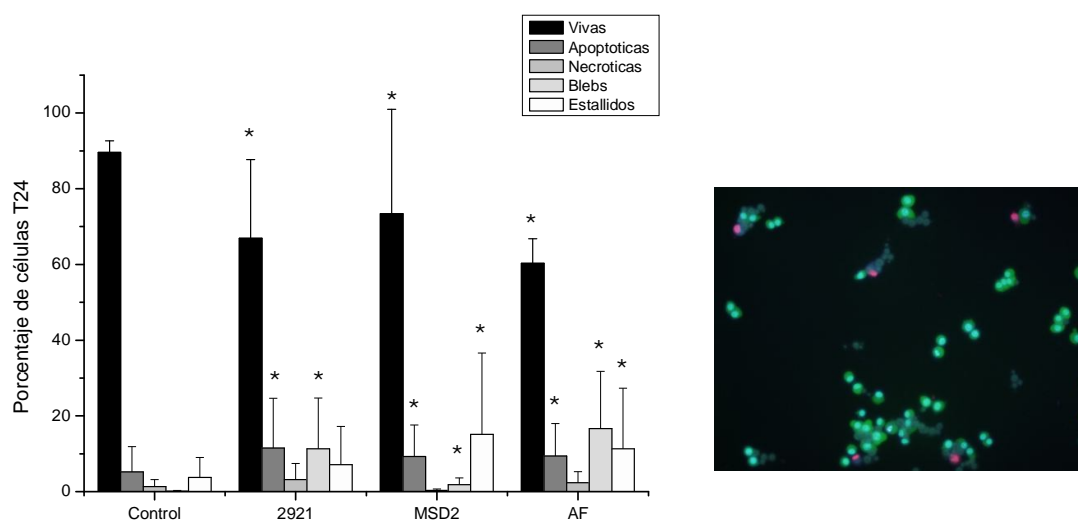 Vivas
Apoptoticas
Necroticas
Blebs
Estallidos
Porcentaje de células T24
100
80
60
40
20
0
* * * * * * * * * * *
Control 2921 MSD2 AF